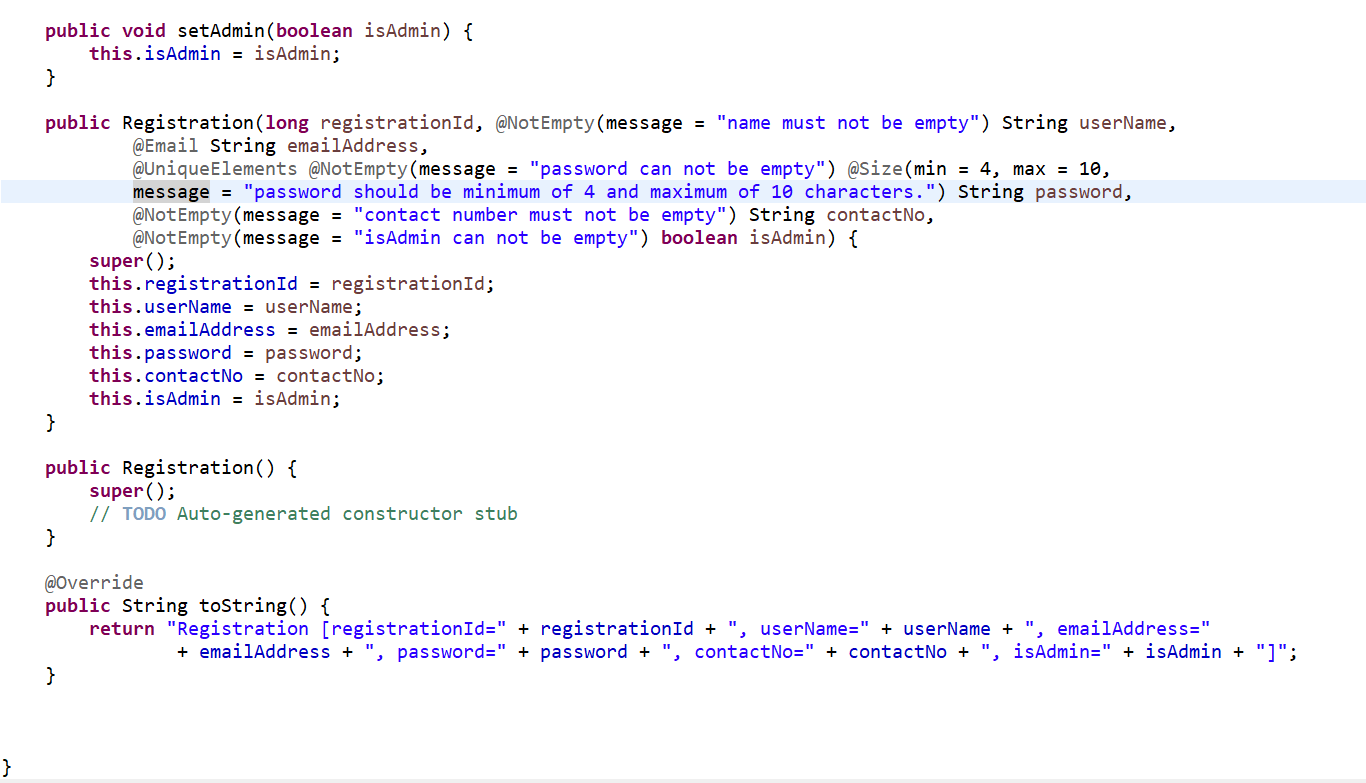 public void setAdmin(boolean isAdmin) {
this.isAdmin = isAdmin;
}
public Registration(long registrationId, @NotEmpty(message = "name must not be empty") String userName,
@Email String emailAddress,
@UniqueElements @NotEmpty(message = "password can not be empty") @Size(min = 4, max = 10,
message = "password should be minimum of 4 and maximum of 10 characters.") String password,
@NotEmpty(message = "contact number must not be empty") String contactNo,
@NotEmpty(message = "isAdmin can not be empty") boolean isAdmin) {
super();
this.registrationId = registrationId;
this.userName = userName;
this.emailAddress = emailAddress;
this.password = password;
this.contactNo = contactNo;
this.isAdmin = isAdmin;
}
public Registration() {
super();
// TODO Auto-generated constructor stub
}
@Override
public String toString() {
return "Registration [registrationId=" + registrationId + ", userName=" + userName + ", emailAddress="
+ emailAddress + ", password=" + password + ", contactNo=" + contactNo + ", isAdmin=" + isAdmin + "]";
}
}